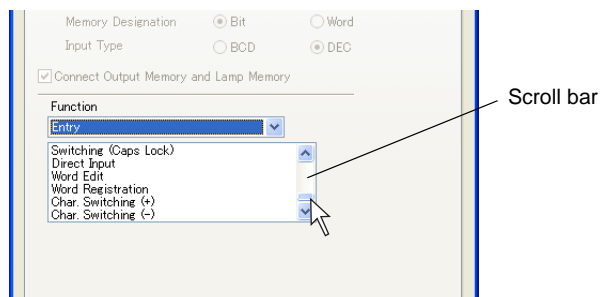 Memory Designation Bit Word
Input Type BCD DEC
Connect Output Memory and Lamp Memory
Function
Scroll bar
Entry
Switching (Caps Lock)
Direct Input
Word Edit
Word Registration
Char. Switching (+)
Char. Switching (-)